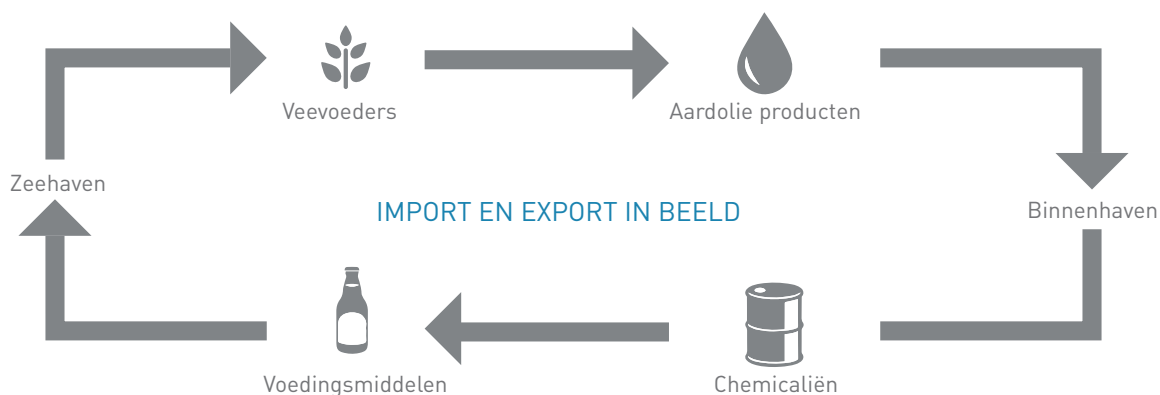 Veevoeders
Aardolie producten
Zeehaven
IMPORT EN EXPORT IN BEELD
Binnenhaven
Voedingsmiddelen
Chemicaliën